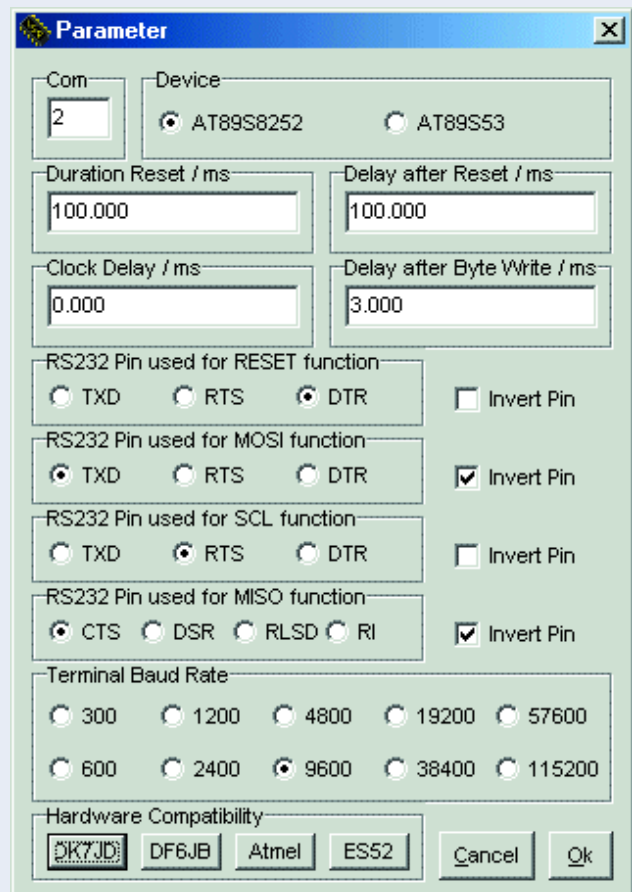 Parameter
Com
Device
2
AT89S8252
AT89S53
Duration Reset / ms
Delay after Reset / ms
100.000
100.000
Clock Delay / ms
Delay after Byte Write / ms
0.000
3.000
RS232 Pin used for RESET function
TXD
RTS
DTR
Invert Pin
RS232 Pin used for MOSI function
TXD
RTS
DTR
Invert Pin
RS232 Pin used for SCL function
TXD
RTS
DTR
Invert Pin
RS232 Pin used for MISO function
CTS
DSR
RLSD
RI
Invert Pin
Terminal Baud Rate
300
1200
4800
19200
57600
600
2400
9600
38400
115200
Hardware Compatibility
DK7JD
DF6JB
Atmel
ES52
Cancel
Ok